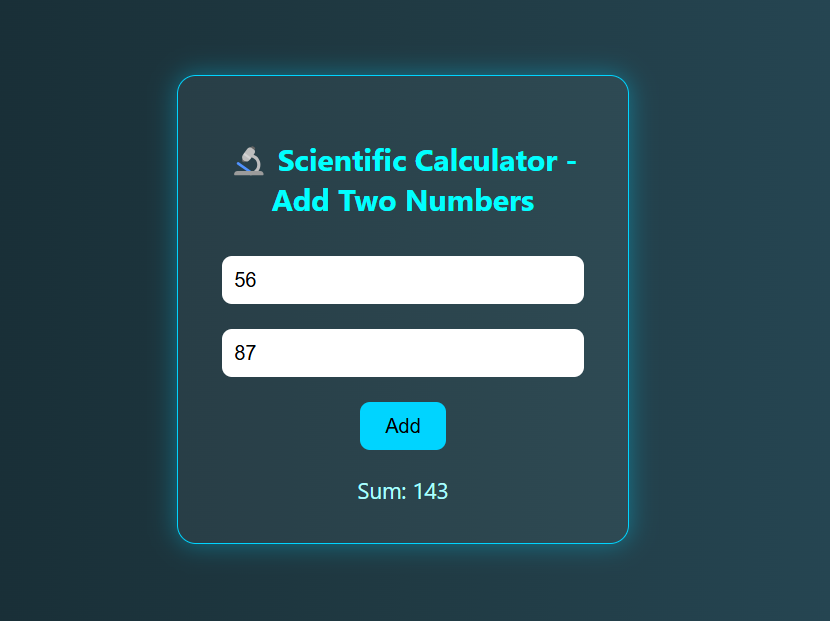 Scientific Calculator -
Add Two Numbers
56
87
Add
Sum: 143